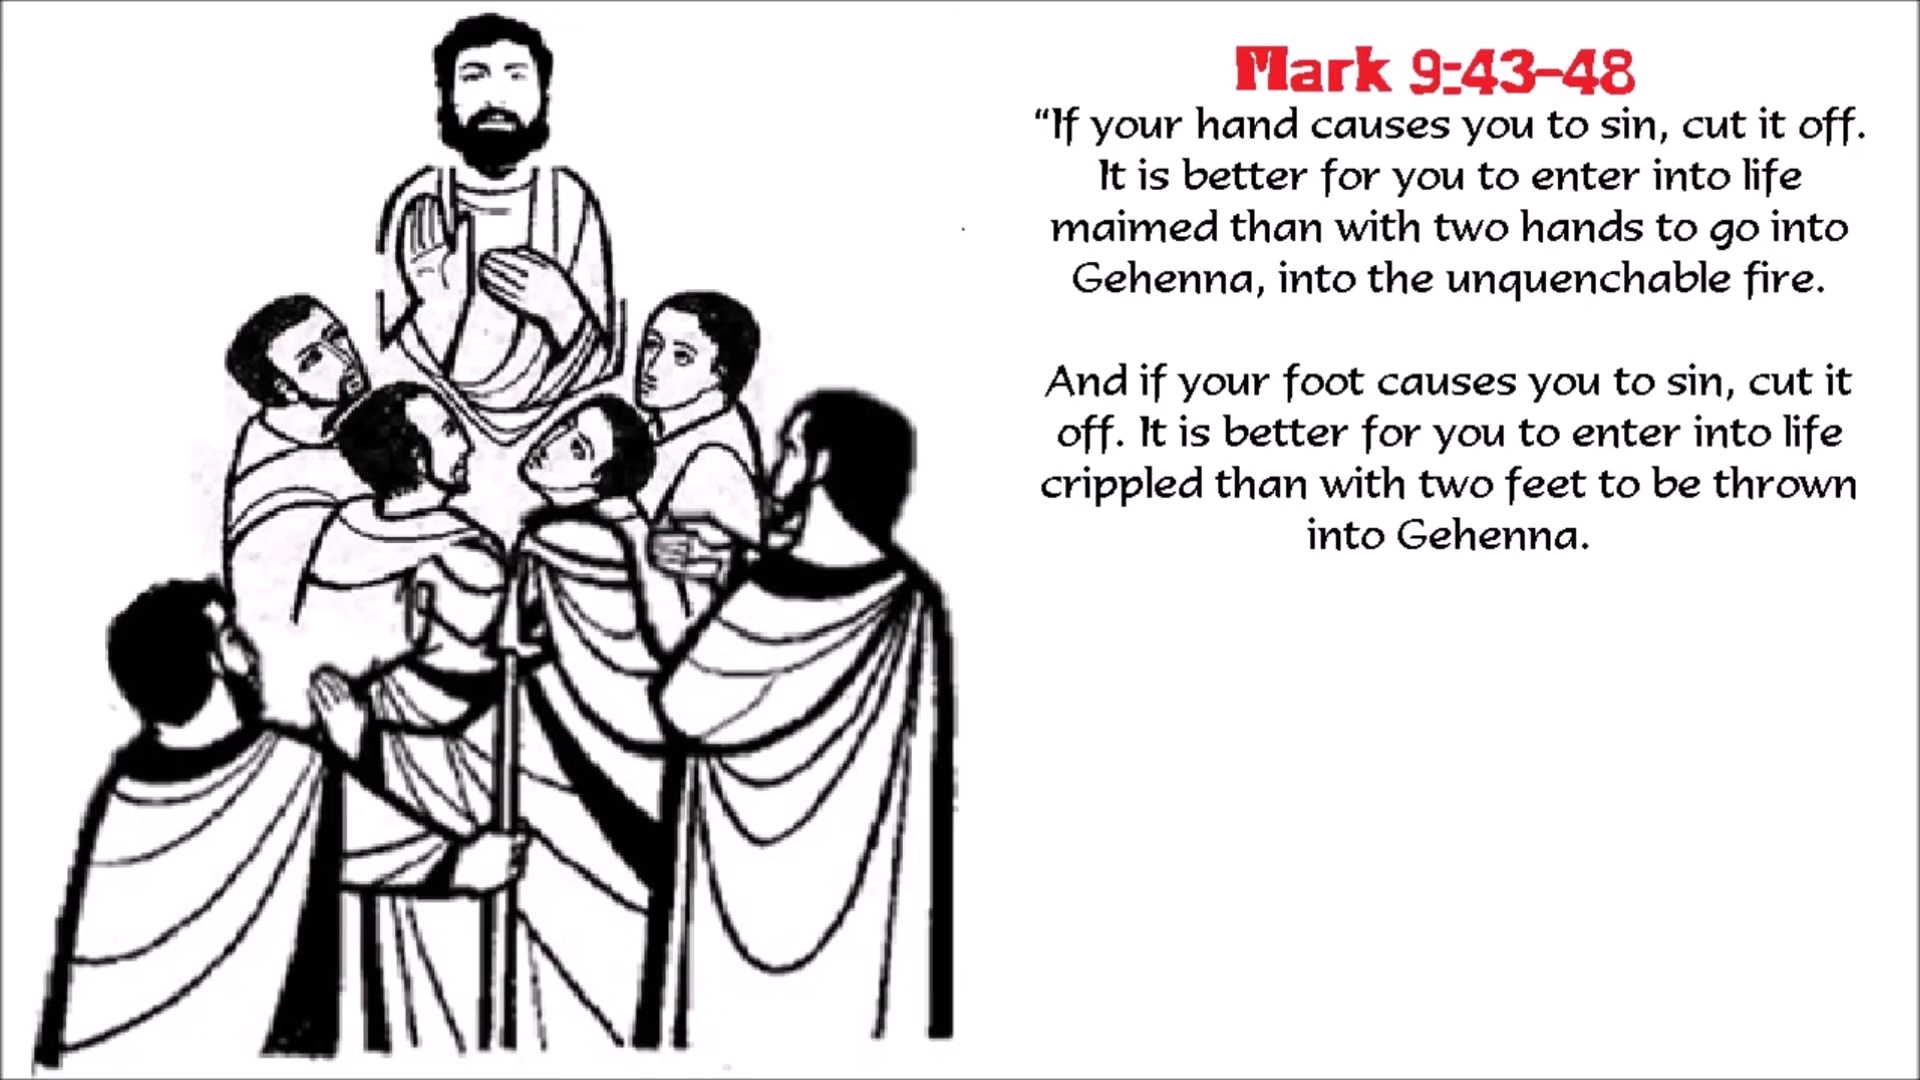 Mark 9:43-48
“If your hand causes you to sin, cut it off.
It is better for you to enter into life
maimed than with two hands to go into
Gehenna, into the unquenchable fire.
And if your foot causes you to sin, cut it
off. It is better for you to enter into life
crippled than with two feet to be thrown
into Gehenna.